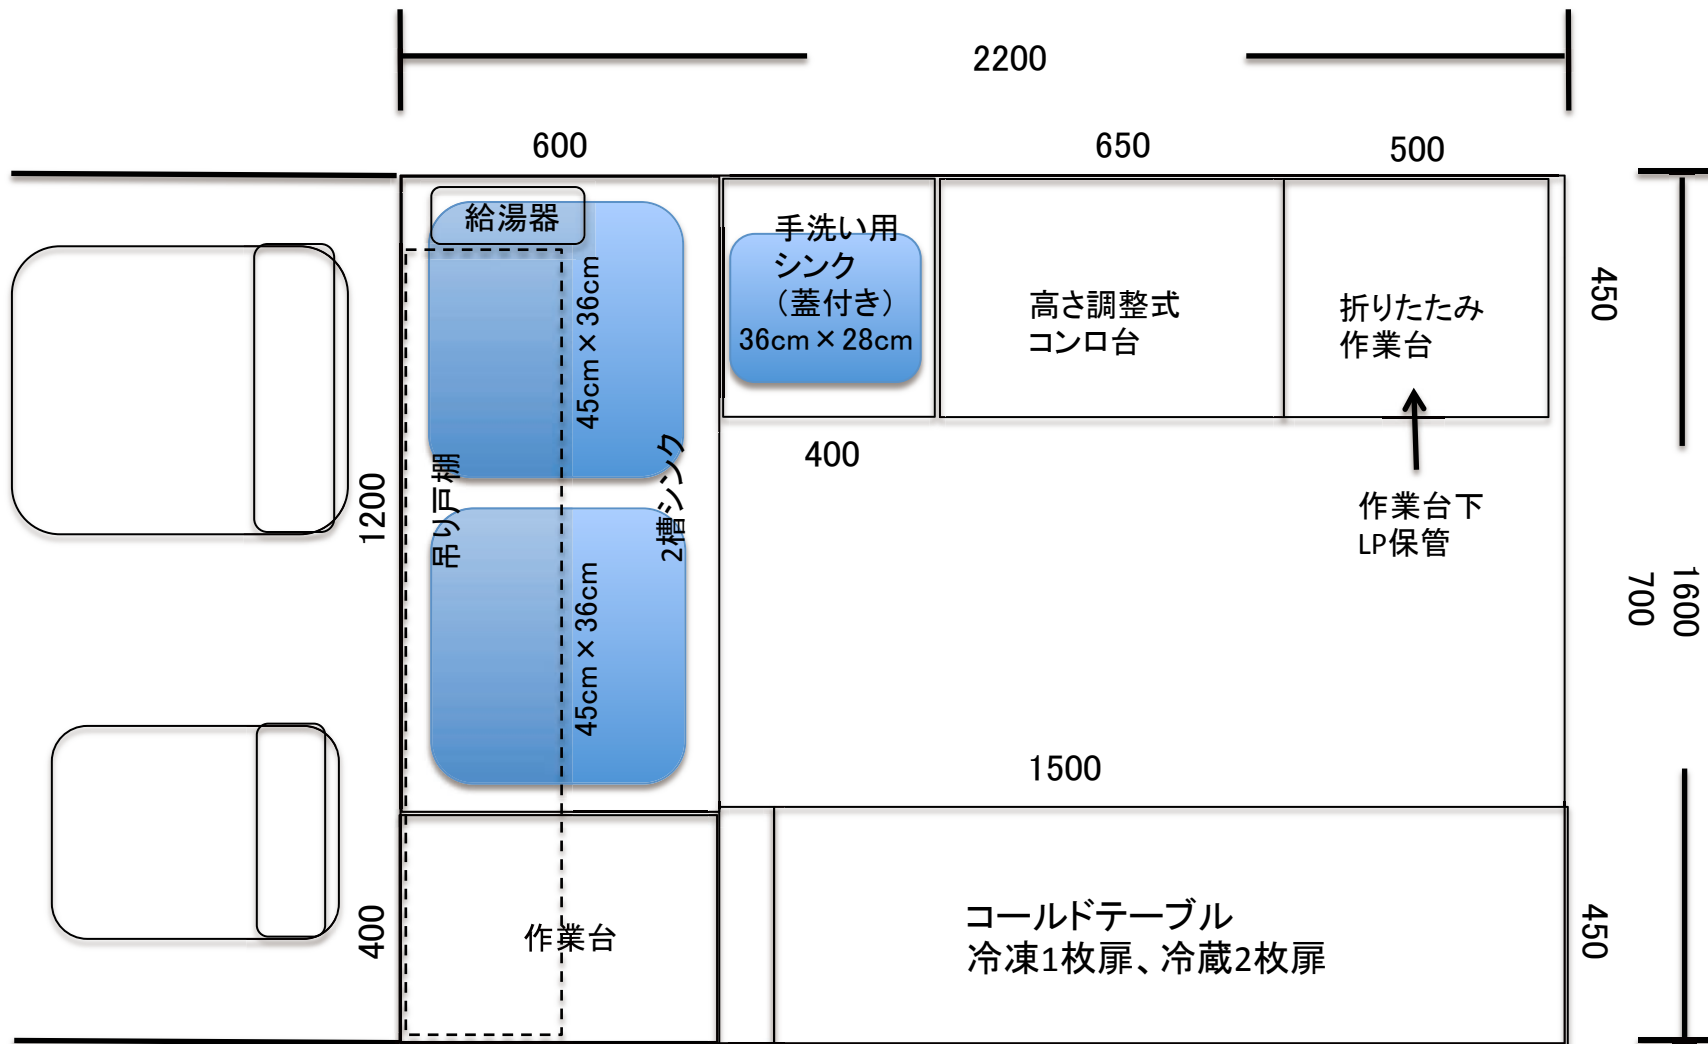 2200
600
650
500
給湯器
手洗い用
シンク
（蓋付き）
36cm×28cm
45cm×36cm
高さ調整式
コンロ台
折りたたみ
作業台
450
吊り戸棚
2槽シンク
400
1200
作業台下
LP保管
1600
700
45cm×36cm
1500
400
作業台
コールドテーブル
冷凍1枚扉、冷蔵2枚扉
450